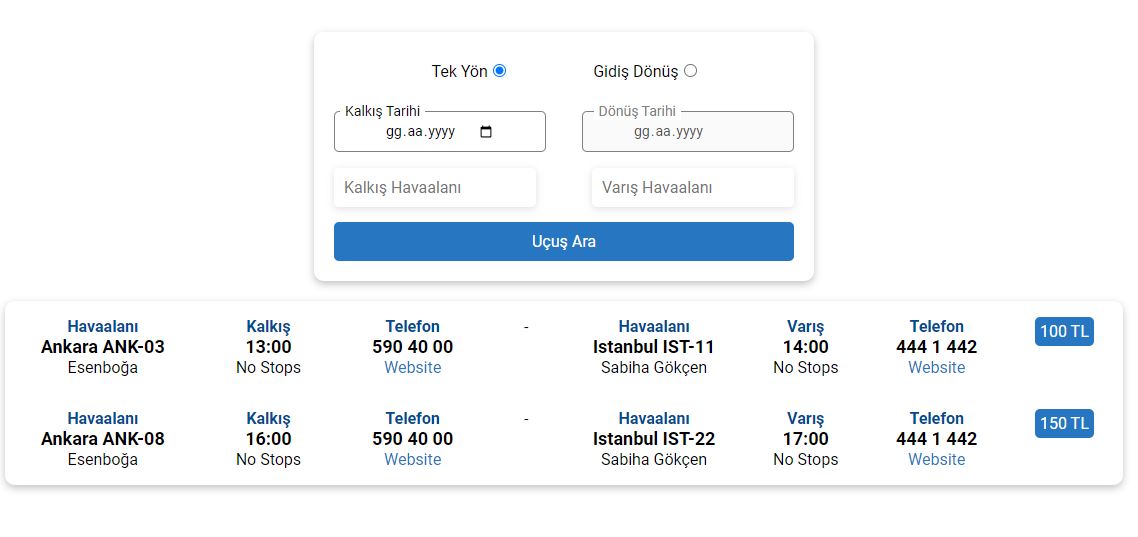 Tek Yön Gidiş Dönüş
Kalkış Tarihi Dönüş Tarihi
gg.aa.yyyy gg.aa.yyyy
Kalkış Havaalanı Varış Havaalanı
Uçuş Ara
Havaalanı Kalkış Telefon - Havaalanı Varış Telefon 100 TL
Ankara ANK-03 13:00 590 40 00 Istanbul IST-11 14:00 444 1 442
Esenboğa No Stops Website Sabiha Gökçen No Stops Website
Havaalanı Kalkış Telefon - Havaalanı Varış Telefon 150 TL
Ankara ANK-08 16:00 590 40 00 Istanbul IST-22 17:00 444 1 442
Esenboğa No Stops Website Sabiha Gökçen No Stops Website